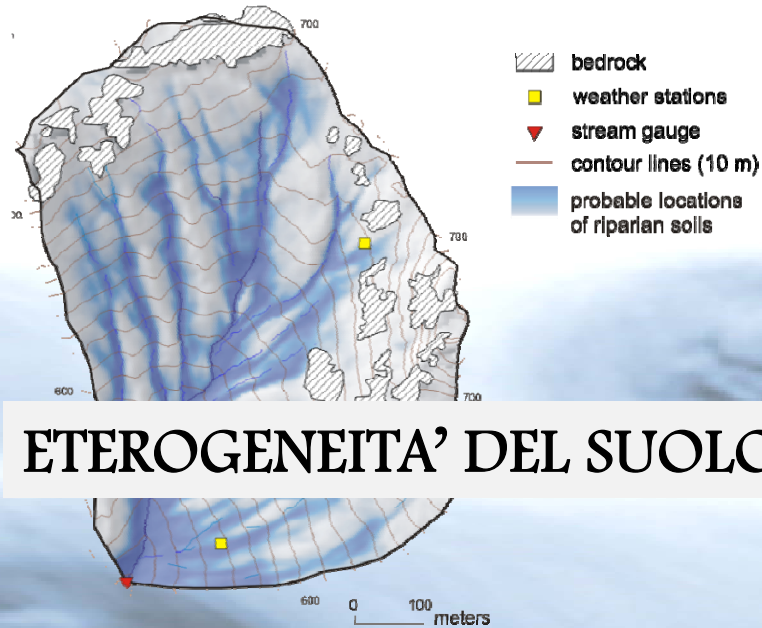 700
bedrock
weather stations
stream gauge
contour lines (10 m)
probable locations
of riparian soils
700
600
700
ETEROGENEITA’ DEL SUOLO
600
0 100
meters